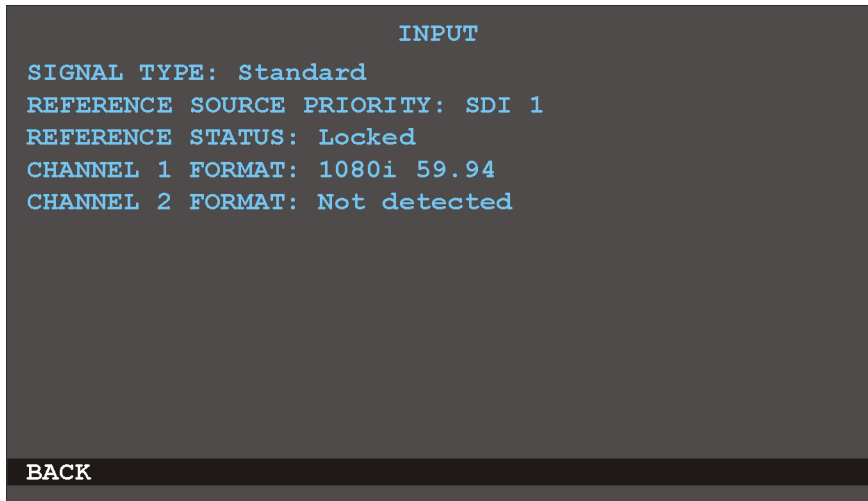 INPUT
SIGNAL TYPE: Standard
REFERENCE SOURCE PRIORITY: SDI 1
REFERENCE STATUS: Locked
CHANNEL 1 FORMAT: 1080i 59.94
CHANNEL 2 FORMAT: Not detected
BACK